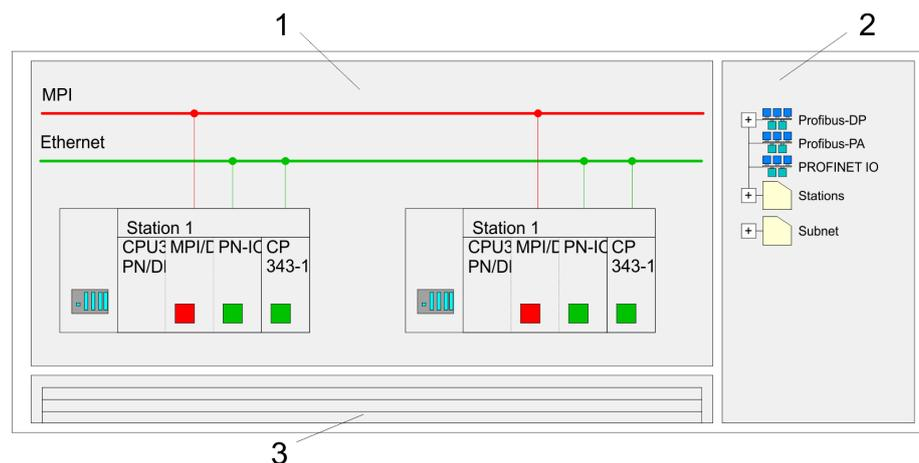 1
2
MPI
Ethernet
Profibus-DP
Profibus-PA
PROFINET IO
Stations
Subnet
Station 1
CPU3 MPI/D PN-IO CP
PN/DI 343-1
Station 1
CPU3 MPI/D PN-IO CP
PN/DI 343-1
3